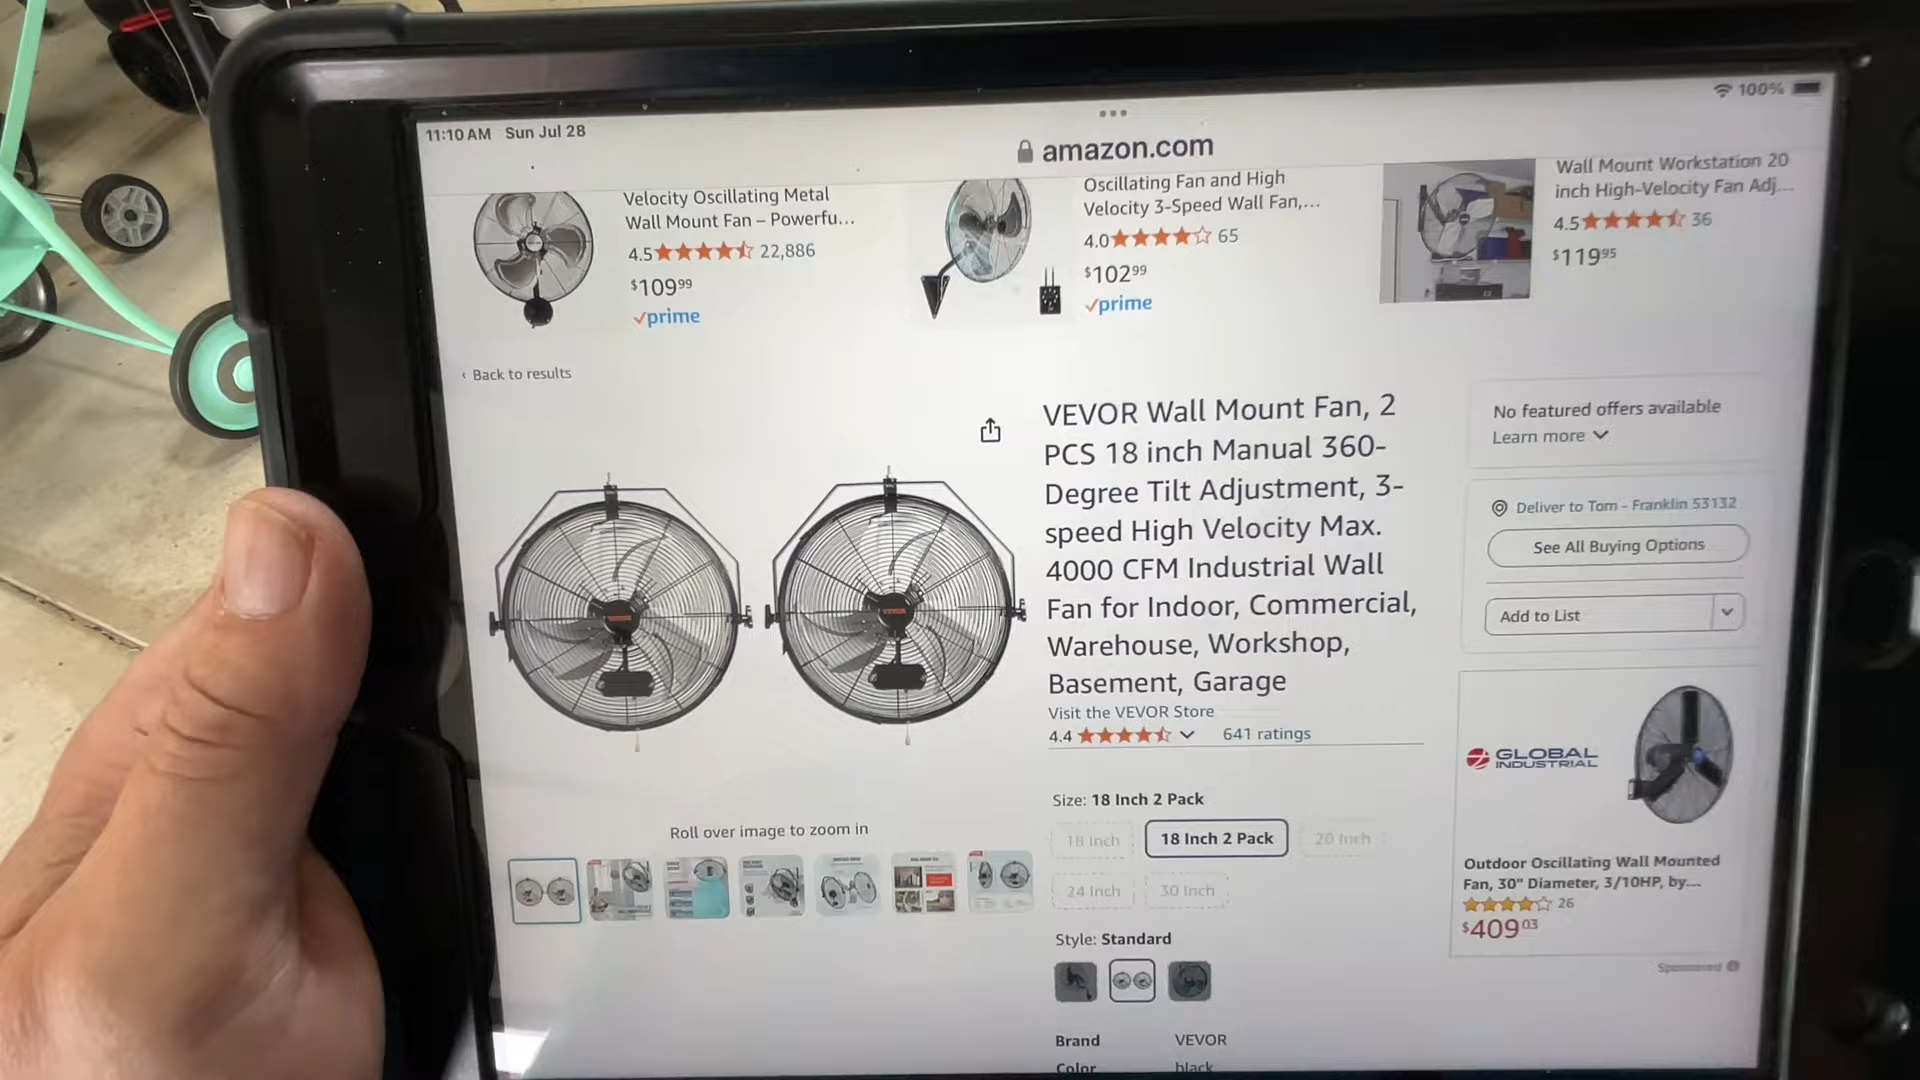 11:10 AM Sun Jul 28
100%
amazon.com
Velocity Oscillating Metal
Wall Mount Fan – Powerfu...
4.5 22,886
$109.99
prime
Oscillating Fan and High
Velocity 3-Speed Wall Fan,...
4.0 65
$102.99
prime
Wall Mount Workstation 20
inch High-Velocity Fan Adj...
4.5 36
$119.95
‹ Back to results
VEVOR Wall Mount Fan, 2
PCS 18 inch Manual 360-
Degree Tilt Adjustment, 3-
speed High Velocity Max.
4000 CFM Industrial Wall
Fan for Indoor, Commercial,
Warehouse, Workshop,
Basement, Garage
Visit the VEVOR Store
4.4 641 ratings
VEVOR
VEVOR
Roll over image to zoom in
Size: 18 Inch 2 Pack
18 Inch
18 Inch 2 Pack
20 Inch
24 Inch
30 Inch
Style: Standard
Brand VEVOR
Color black
No featured offers available
Learn more
Deliver to Tom - Franklin 53132
See All Buying Options
Add to List
GLOBAL
INDUSTRIAL
Outdoor Oscillating Wall Mounted
Fan, 30" Diameter, 3/10HP, by...
26
$409.03
Sponsored